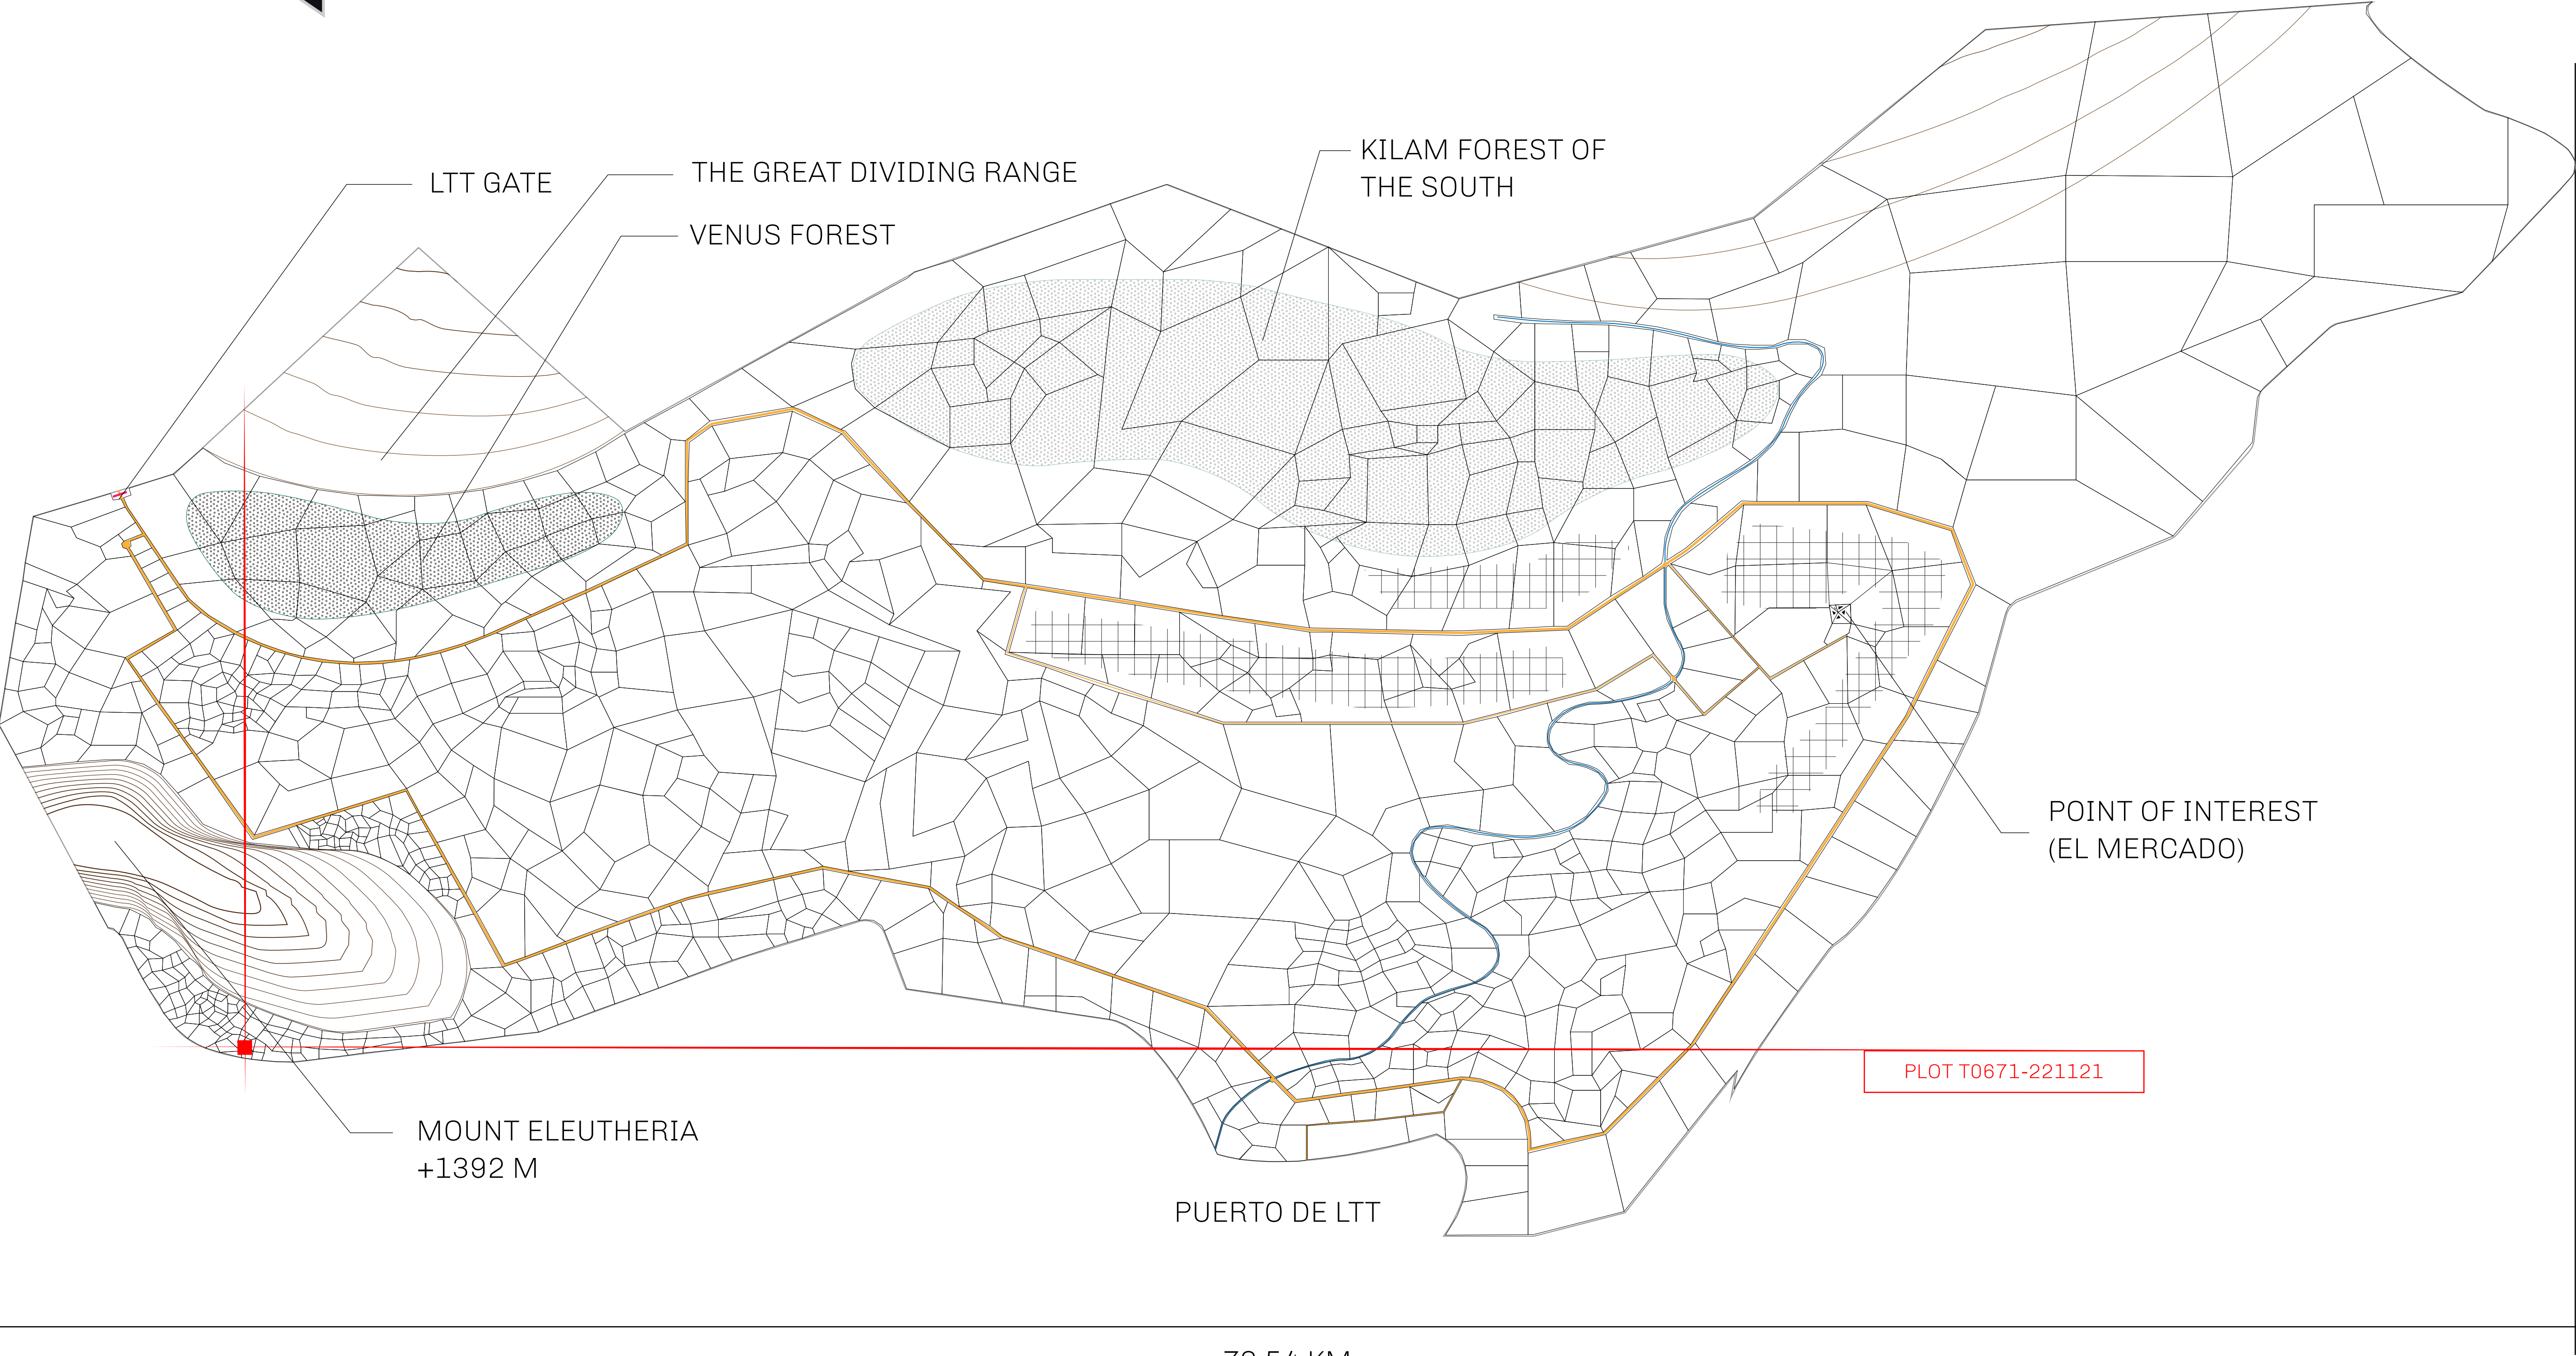 KILAM FOREST OF
THE SOUTH
THE GREAT DIVIDING RANGE
LTT GATE
VENUS FOREST
POINT OF INTEREST
(EL MERCADO)
PLOT T0671-221121
MOUNT ELEUTHERIA
+1392 M
PUERTO DE LTT